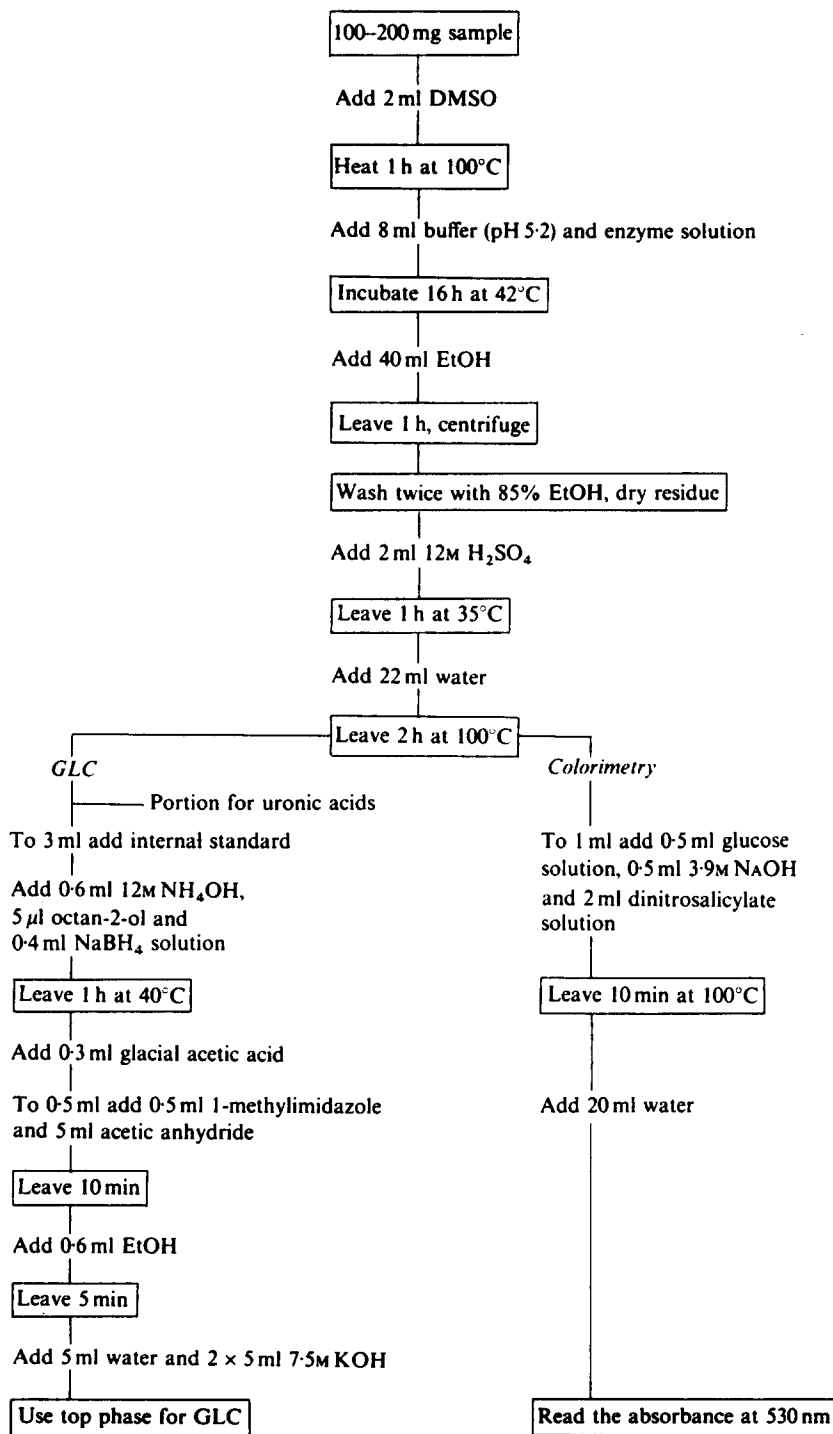 100–200 mg sample
Add 2 ml DMSO
Heat 1 h at 100°C
Add 8 ml buffer (pH 5·2) and enzyme solution
Incubate 16 h at 42°C
Add 40 ml EtOH
Leave 1 h, centrifuge
Wash twice with 85% EtOH, dry residue
Add 2 ml 12M H₂SO₄
Leave 1 h at 35°C
Add 22 ml water
Leave 2 h at 100°C
GLC
Portion for uronic acids
To 3 ml add internal standard
Add 0·6 ml 12M NH₄OH,
5 µl octan-2-ol and
0·4 ml NaBH₄ solution
Leave 1 h at 40°C
Add 0·3 ml glacial acetic acid
To 0·5 ml add 0·5 ml 1-methylimidazole
and 5 ml acetic anhydride
Leave 10 min
Add 0·6 ml EtOH
Leave 5 min
Add 5 ml water and 2 × 5 ml 7·5M KOH
Use top phase for GLC
Colorimetry
To 1 ml add 0·5 ml glucose
solution, 0·5 ml 3·9M NAOH
and 2 ml dinitrosalicylate
solution
Leave 10 min at 100°C
Add 20 ml water
Read the absorbance at 530 nm